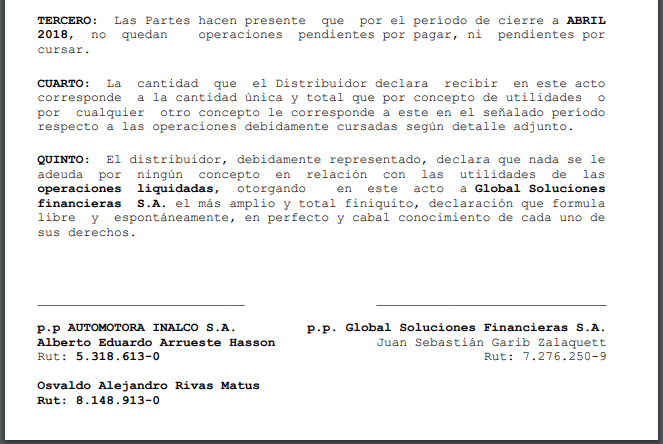 TERCERO: Las Partes hacen presente que por el periodo de cierre a ABRIL
2018, no quedan operaciones pendientes por pagar, ni pendientes por
cursar.
CUARTO: La cantidad que el Distribuidor declara recibir en este acto
corresponde a la cantidad única y total que por concepto de utilidades o
por cualquier otro concepto le corresponde a este en el señalado período
respecto a las operaciones debidamente cursadas según detalle adjunto.
QUINTO: El distribuidor, debidamente representado, declara que nada se le
adeuda por ningún concepto en relación con las utilidades de las
operaciones liquidadas, otorgando en este acto a Global Soluciones
financieras S.A. el más amplio y total finiquito, declaración que formula
libre y espontáneamente, en perfecto y cabal conocimiento de cada uno de
sus derechos.
p.p AUTOMOTORA INALCO S.A.
Alberto Eduardo Arrueste Hasson
Rut: 5.318.613-0
Osvaldo Alejandro Rivas Matus
Rut: 8.148.913-0
p.p. Global Soluciones Financieras S.A.
Juan Sebastián Garib Zalaquett
Rut: 7.276.250-9